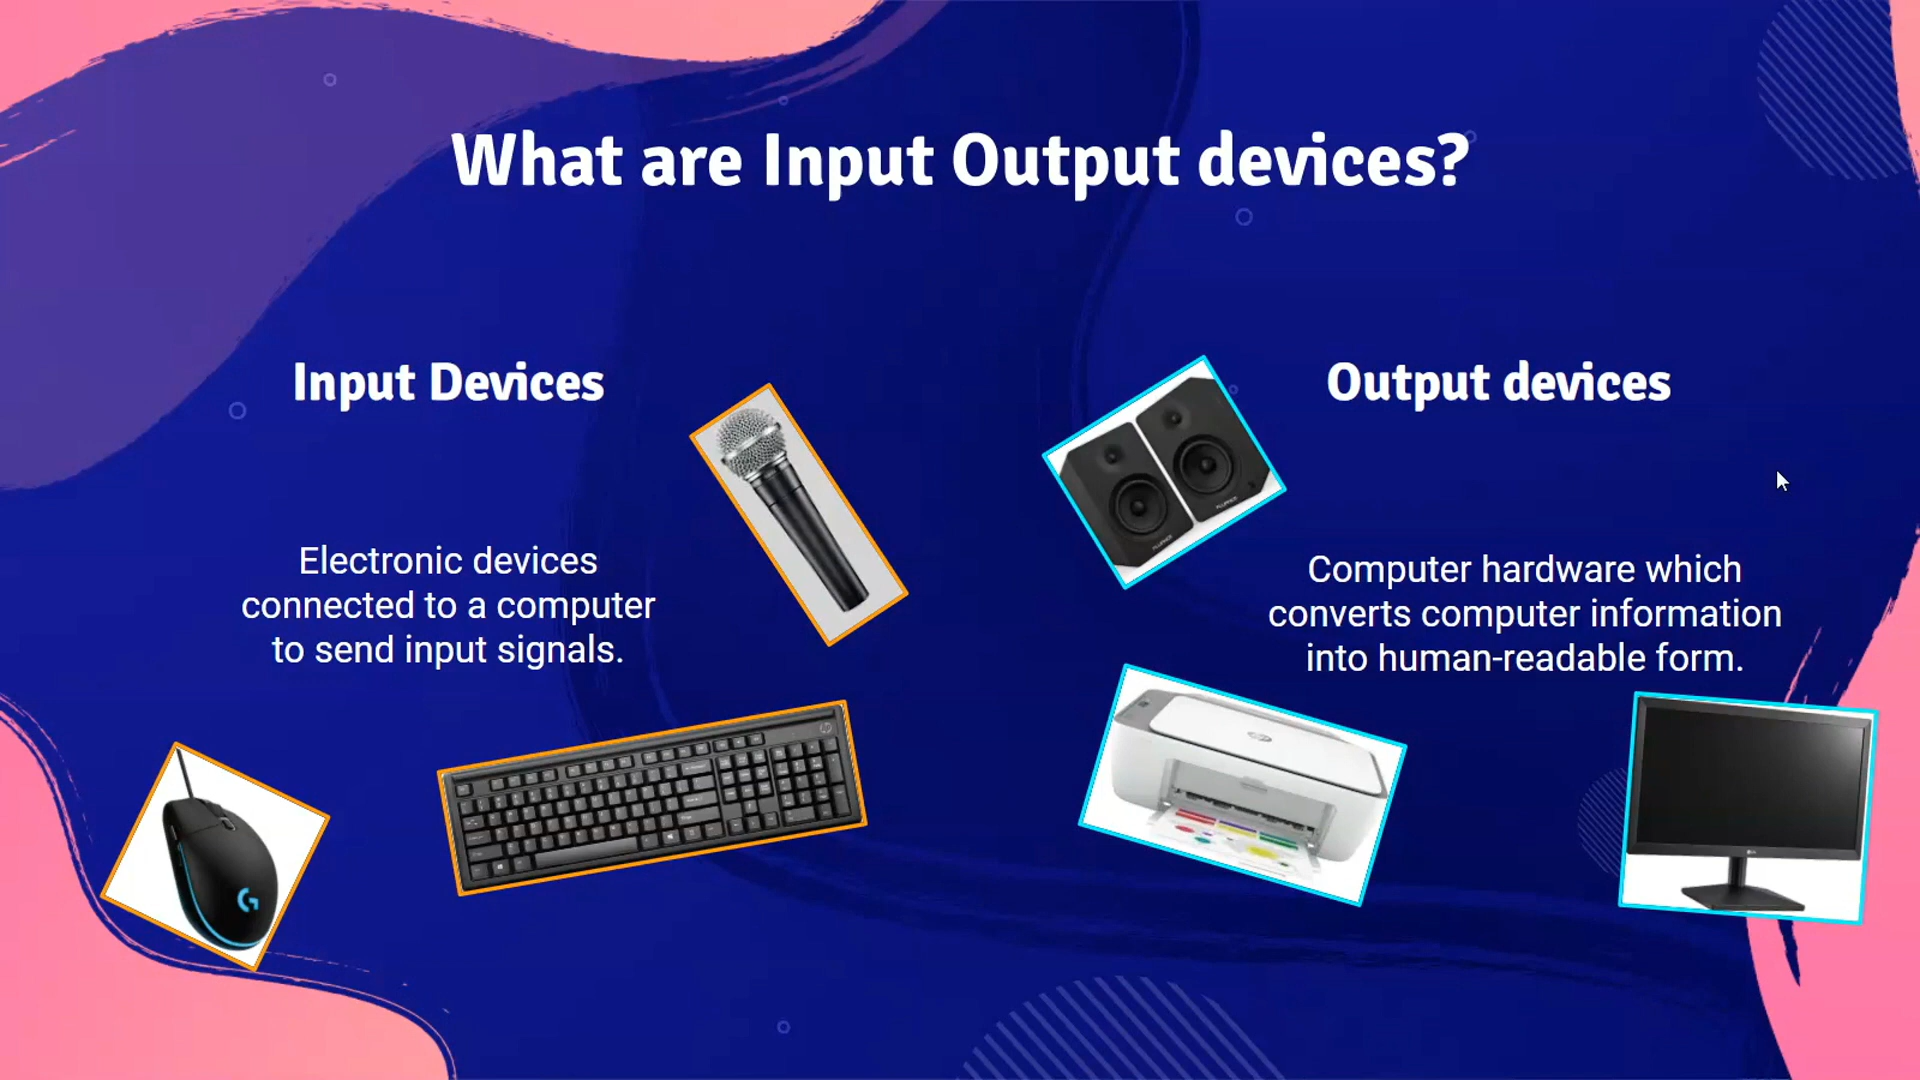 What are Input Output devices?
Input Devices
Output devices
Electronic devices
connected to a computer
to send input signals.
Computer hardware which
converts computer information
into human-readable form.